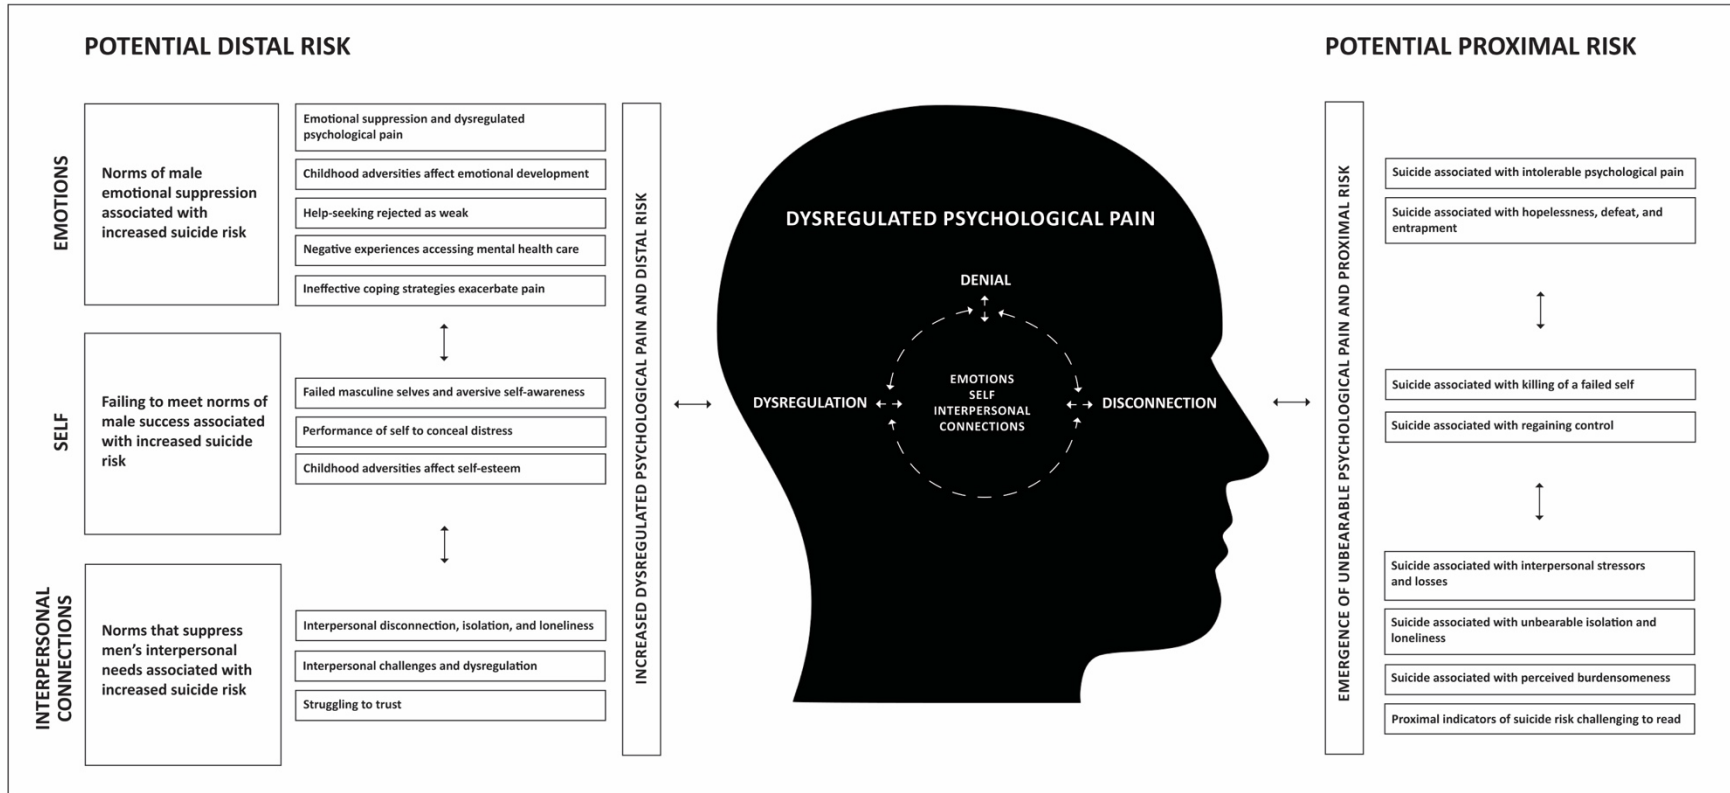 POTENTIAL DISTAL RISK
EMOTIONS
Norms of male
emotional suppression
associated with
increased suicide risk
Emotional suppression and dysregulated
psychological pain
Childhood adversities affect emotional development
Help-seeking rejected as weak
Negative experiences accessing mental health care
Ineffective coping strategies exacerbate pain
SELF
Failing to meet norms of
male success associated
with increased suicide
risk
Failed masculine selves and aversive self-awareness
Performance of self to conceal distress
Childhood adversities affect self-esteem
INTERPERSONAL
CONNECTIONS
Norms that suppress
men’s interpersonal
needs associated with
increased suicide risk
Interpersonal disconnection, isolation, and loneliness
Interpersonal challenges and dysregulation
Struggling to trust
INCREASED DYSREGULATED PSYCHOLOGICAL PAIN AND DISTAL RISK
DYSREGULATED PSYCHOLOGICAL PAIN
DENIAL
DYSREGULATION
EMOTIONS
SELF
INTERPERSONAL
CONNECTIONS
DISCONNECTION
POTENTIAL PROXIMAL RISK
EMERGENCE OF UNBEARABLE PSYCHOLOGICAL PAIN AND PROXIMAL RISK
Suicide associated with intolerable psychological pain
Suicide associated with hopelessness, defeat, and
entrapment
Suicide associated with killing of a failed self
Suicide associated with regaining control
Suicide associated with interpersonal stressors
and losses
Suicide associated with unbearable isolation and
loneliness
Suicide associated with perceived burdensomeness
Proximal indicators of suicide risk challenging to read